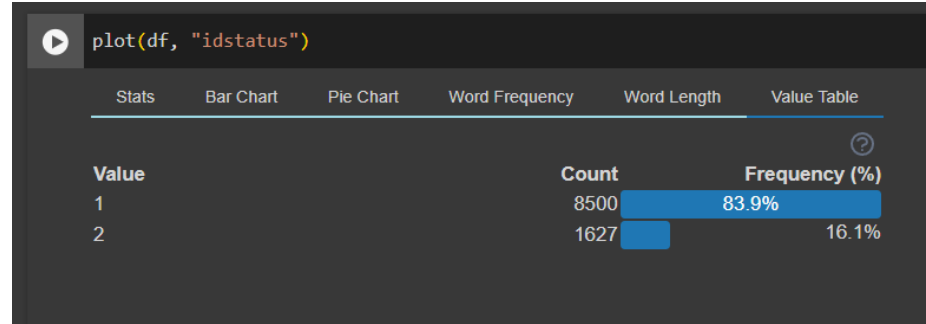 plot(df, "idstatus")
Stats Bar Chart Pie Chart Word Frequency Word Length Value Table
?
Value Count Frequency (%)
1 8500 83.9%
2 1627 16.1%